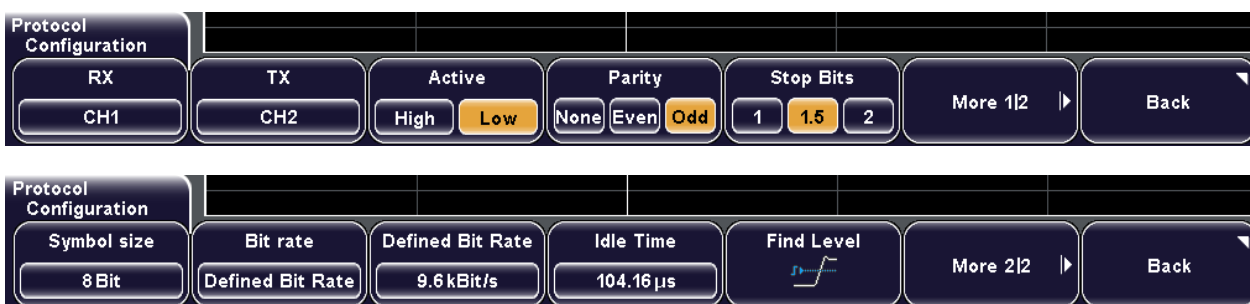 Protocol
Configuration
RX
TX
Active
Parity
Stop Bits
CH1
CH2
High
Low
None
Even
Odd
1
1.5
2
More 1|2
Back
Protocol
Configuration
Symbol size
Bit rate
Defined Bit Rate
Idle Time
Find Level
8 Bit
Defined Bit Rate
9.6 kBit/s
104.16 µs
More 2|2
Back